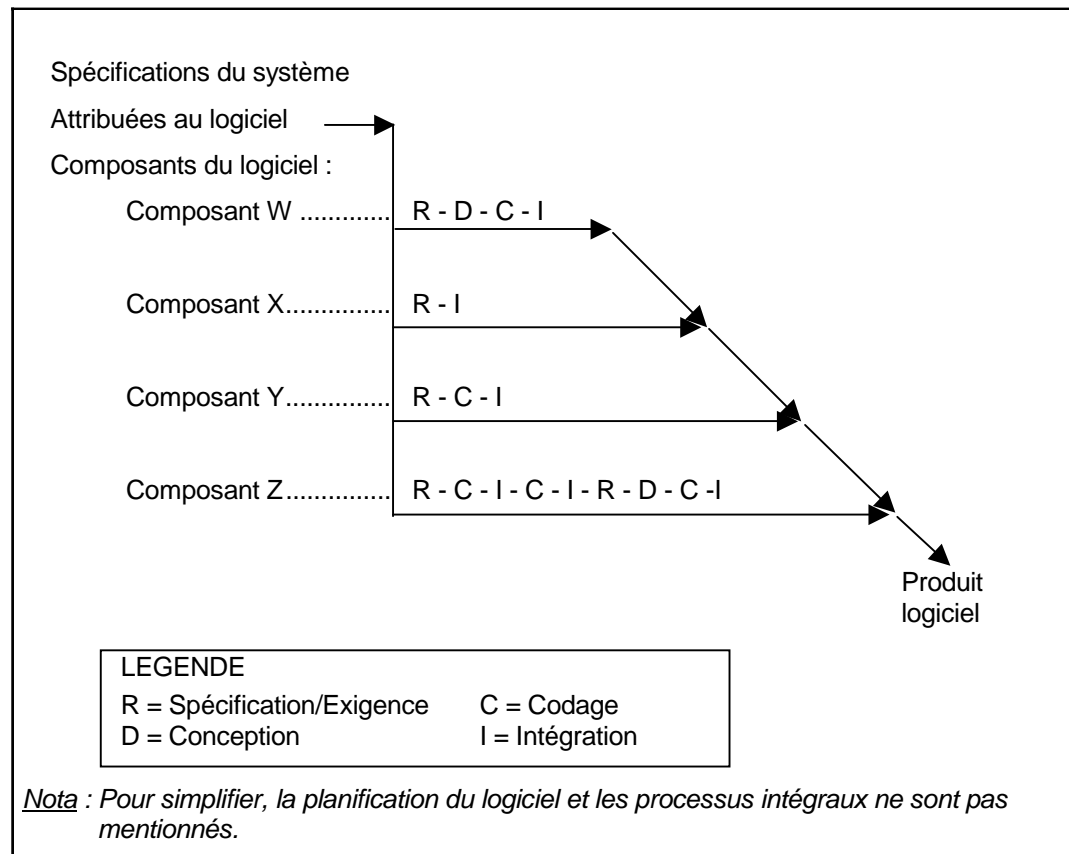 Spécifications du système
Attribuées au logiciel
Composants du logiciel :
Composant W ............. R - D - C - I
Composant X............... R - I
Composant Y............... R - C - I
Composant Z............... R - C - I - C - I - R - D - C -I
Produit
logiciel
LEGENDE
R = Spécification/Exigence C = Codage
D = Conception I = Intégration
Nota : Pour simplifier, la planification du logiciel et les processus intégraux ne sont pas
mentionnés.